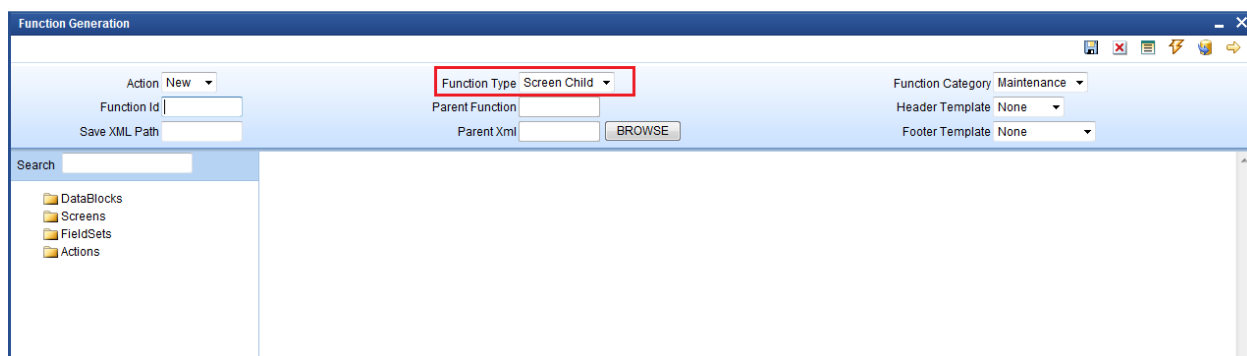 Function Generation
Action New Function Type Screen Child Function Category Maintenance
Function Id Parent Function Header Template None
Save XML Path Parent Xml BROWSE Footer Template None
Search
DataBlocks
Screens
FieldSets
Actions